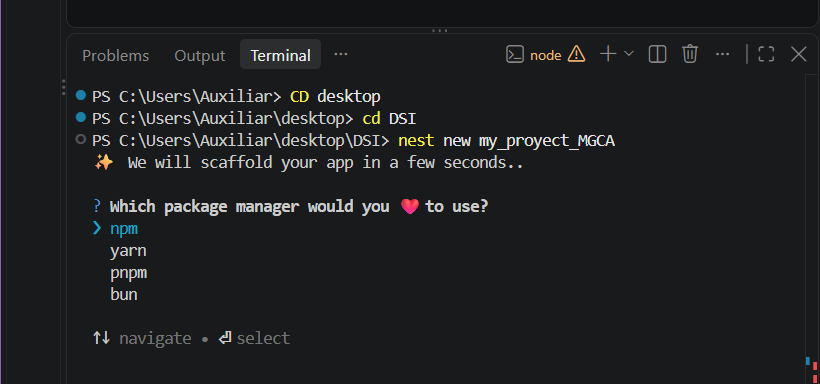 Problems Output Terminal ···
node
PS C:\Users\Auxiliar> CD desktop
PS C:\Users\Auxiliar\desktop> cd DSI
PS C:\Users\Auxiliar\desktop\DSI> nest new my_proyect_MGCA
✨ We will scaffold your app in a few seconds..
? Which package manager would you ❤️ to use?
❯ npm
yarn
pnpm
bun
↑↓ navigate • ⏎ select